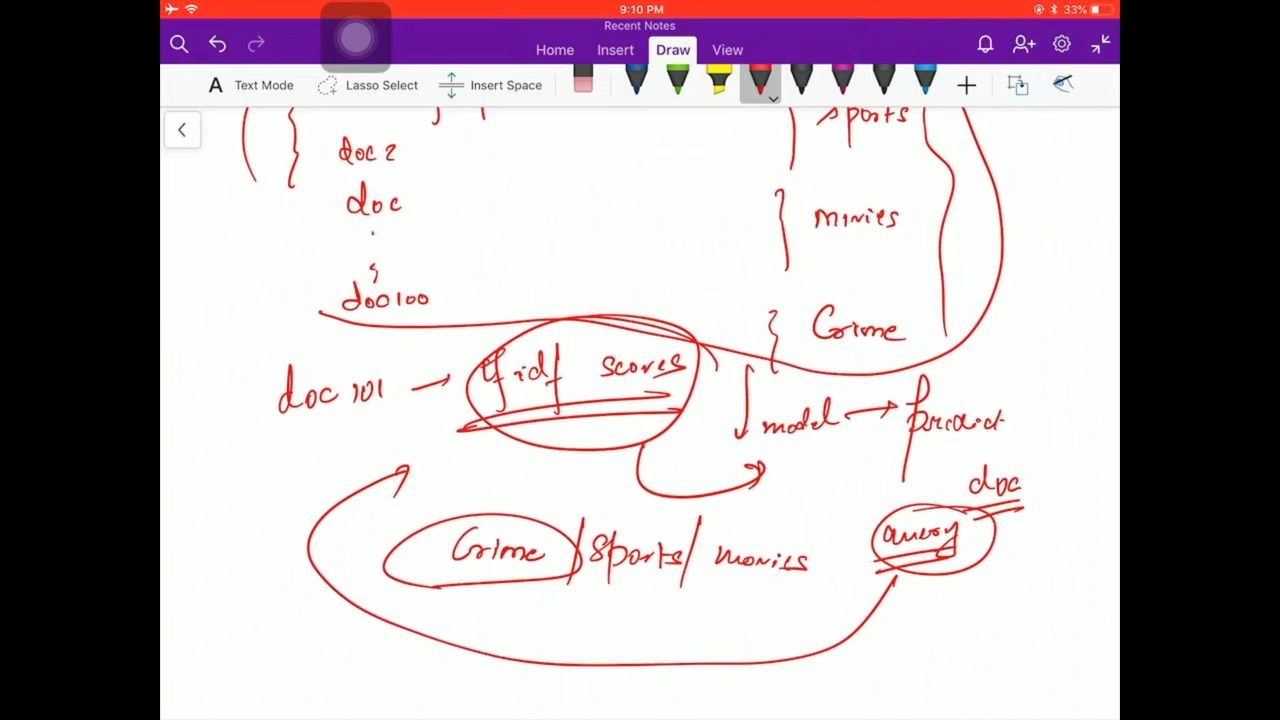 9:10 PM
33%
Recent Notes
Home Insert Draw View
Text Mode Lasso Select Insert Space
sports
doc 2
doc
movies
doc100
Crime
doc 101 → tfidf scores
model → predict
doc
query
Crime / sports / movies